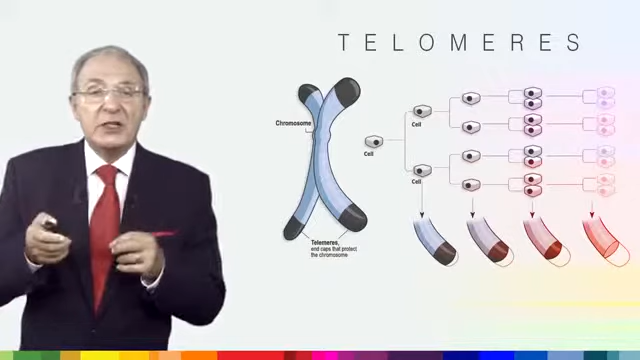 TELOMERES
Chromosome
Cell
Cell
Cell
Telomeres,
end caps that protect
the chromosome